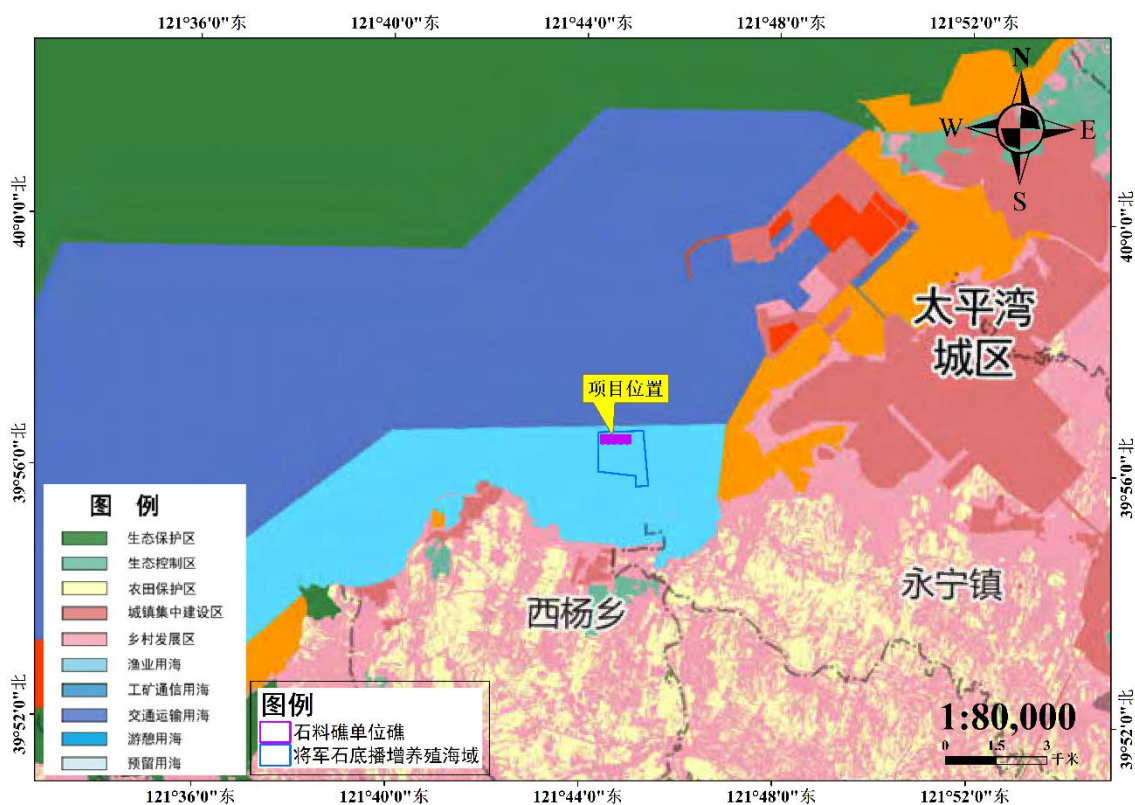 121°36'0"东
121°40'0"东
121°44'0"东
121°48'0"东
121°52'0"东
N
W
E
S
40°0'0"北
40°0'0"北
太平湾
城区
项目位置
39°56'0"北
39°56'0"北
图 例
生态保护区
生态控制区
农田保护区
城镇集中建设区
乡村发展区
渔业用海
工矿通信用海
交通运输用海
游憩用海
预留用海
西杨乡
永宁镇
图例
石料礁单位礁
将军石底播增养殖海域
39°52'0"北
39°52'0"北
1:80,000
0 1.5 3
千米
121°36'0"东
121°40'0"东
121°44'0"东
121°48'0"东
121°52'0"东